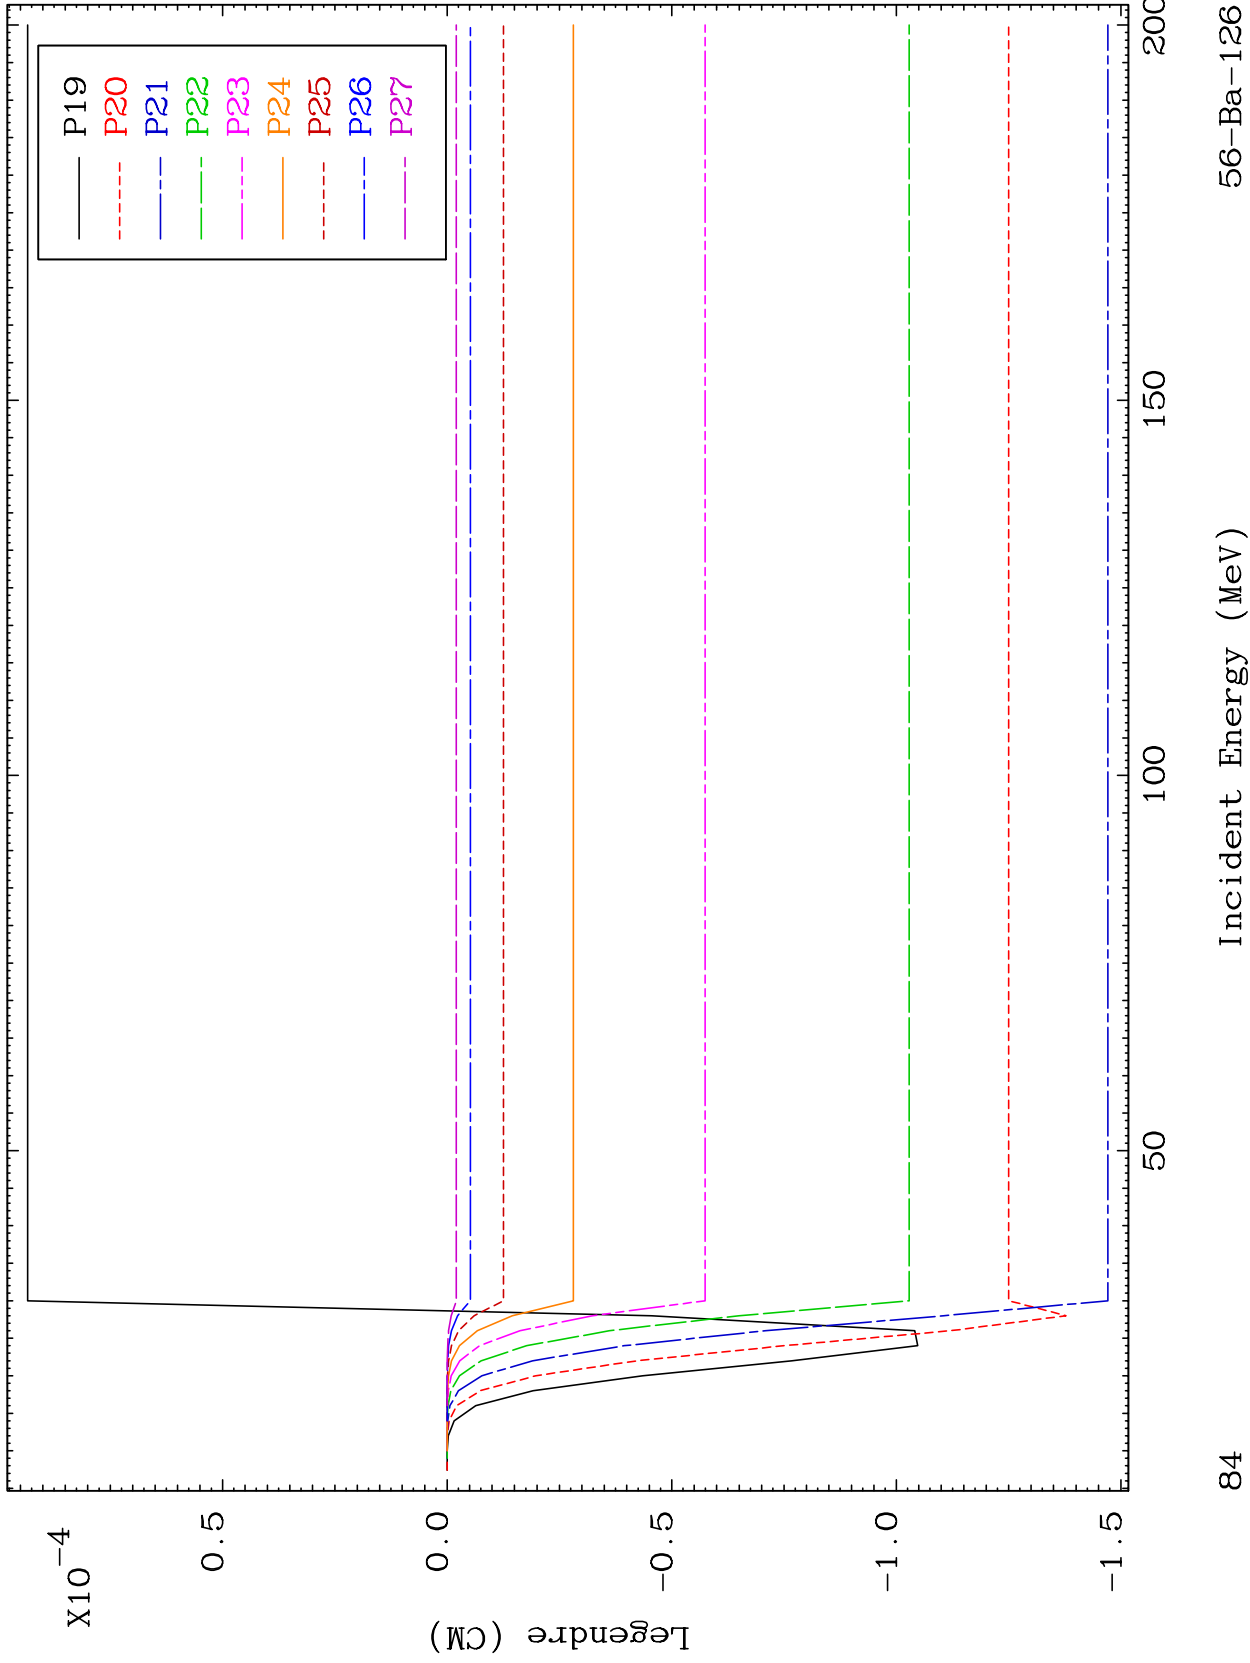 X10-4
0.5
0.0
-0.5
-1.0
-1.5
Legendre (CM)
P19
P20
P21
P22
P23
P24
P25
P26
P27
50
100
150
200
Incident Energy (MeV)
84
56-Ba-126